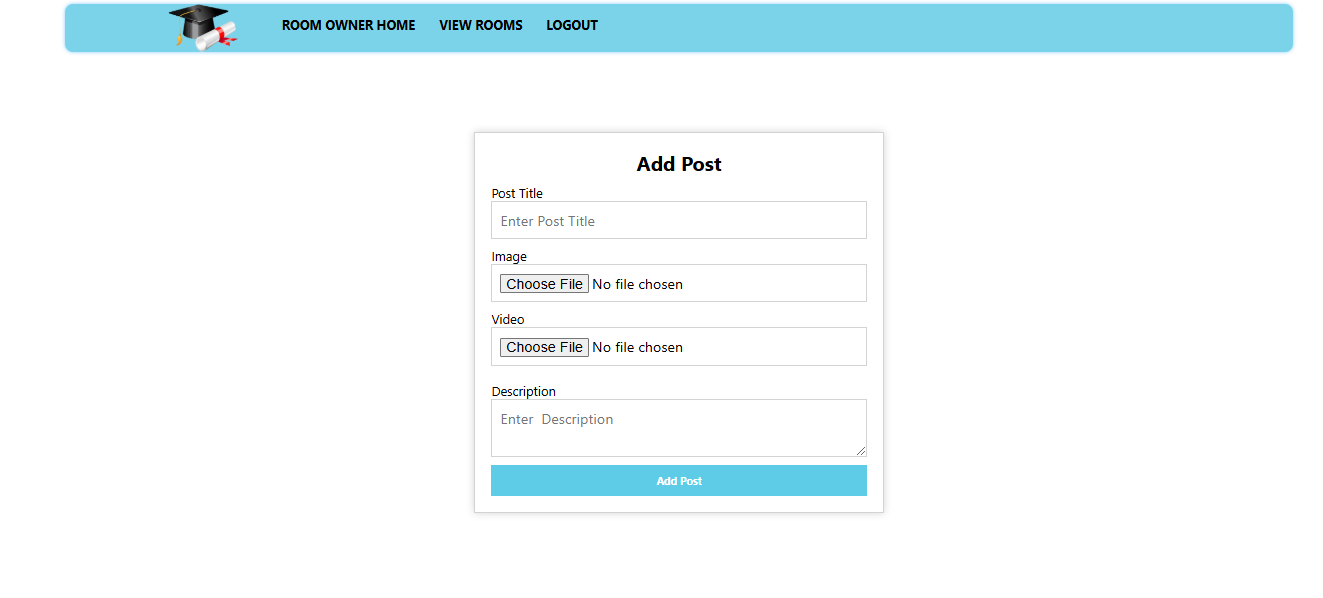 ROOM OWNER HOME VIEW ROOMS LOGOUT
Add Post
Post Title
Enter Post Title
Image
Choose File No file chosen
Video
Choose File No file chosen
Description
Enter  Description
Add Post